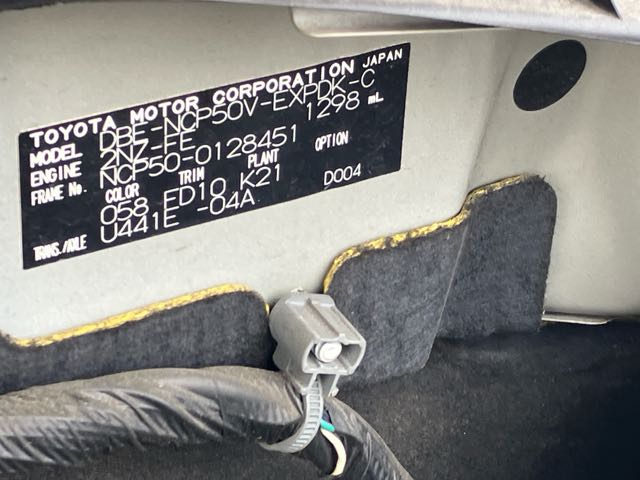 TOYOTA MOTOR CORPORATION JAPAN
MODEL DBE-NCP50V-EXPDK-C
ENGINE 2NZ-FE 1298 mL
FRAME No. NCP50-0128451
COLOR TRIM PLANT OPTION
058 ED10 K21 D004
TRANS./AXLE U441E -04A